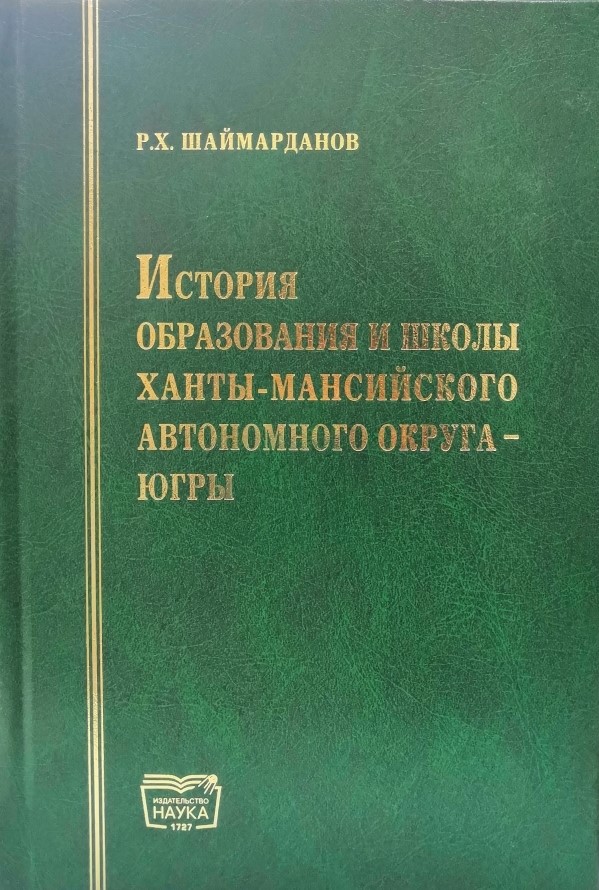 Р.Х. ШАЙМАРДАНОВ
ИСТОРИЯ
ОБРАЗОВАНИЯ И ШКОЛЫ
ХАНТЫ-МАНСИЙСКОГО
АВТОНОМНОГО ОКРУГА –
ЮГРЫ
ИЗДАТЕЛЬСТВО
НАУКА
1727